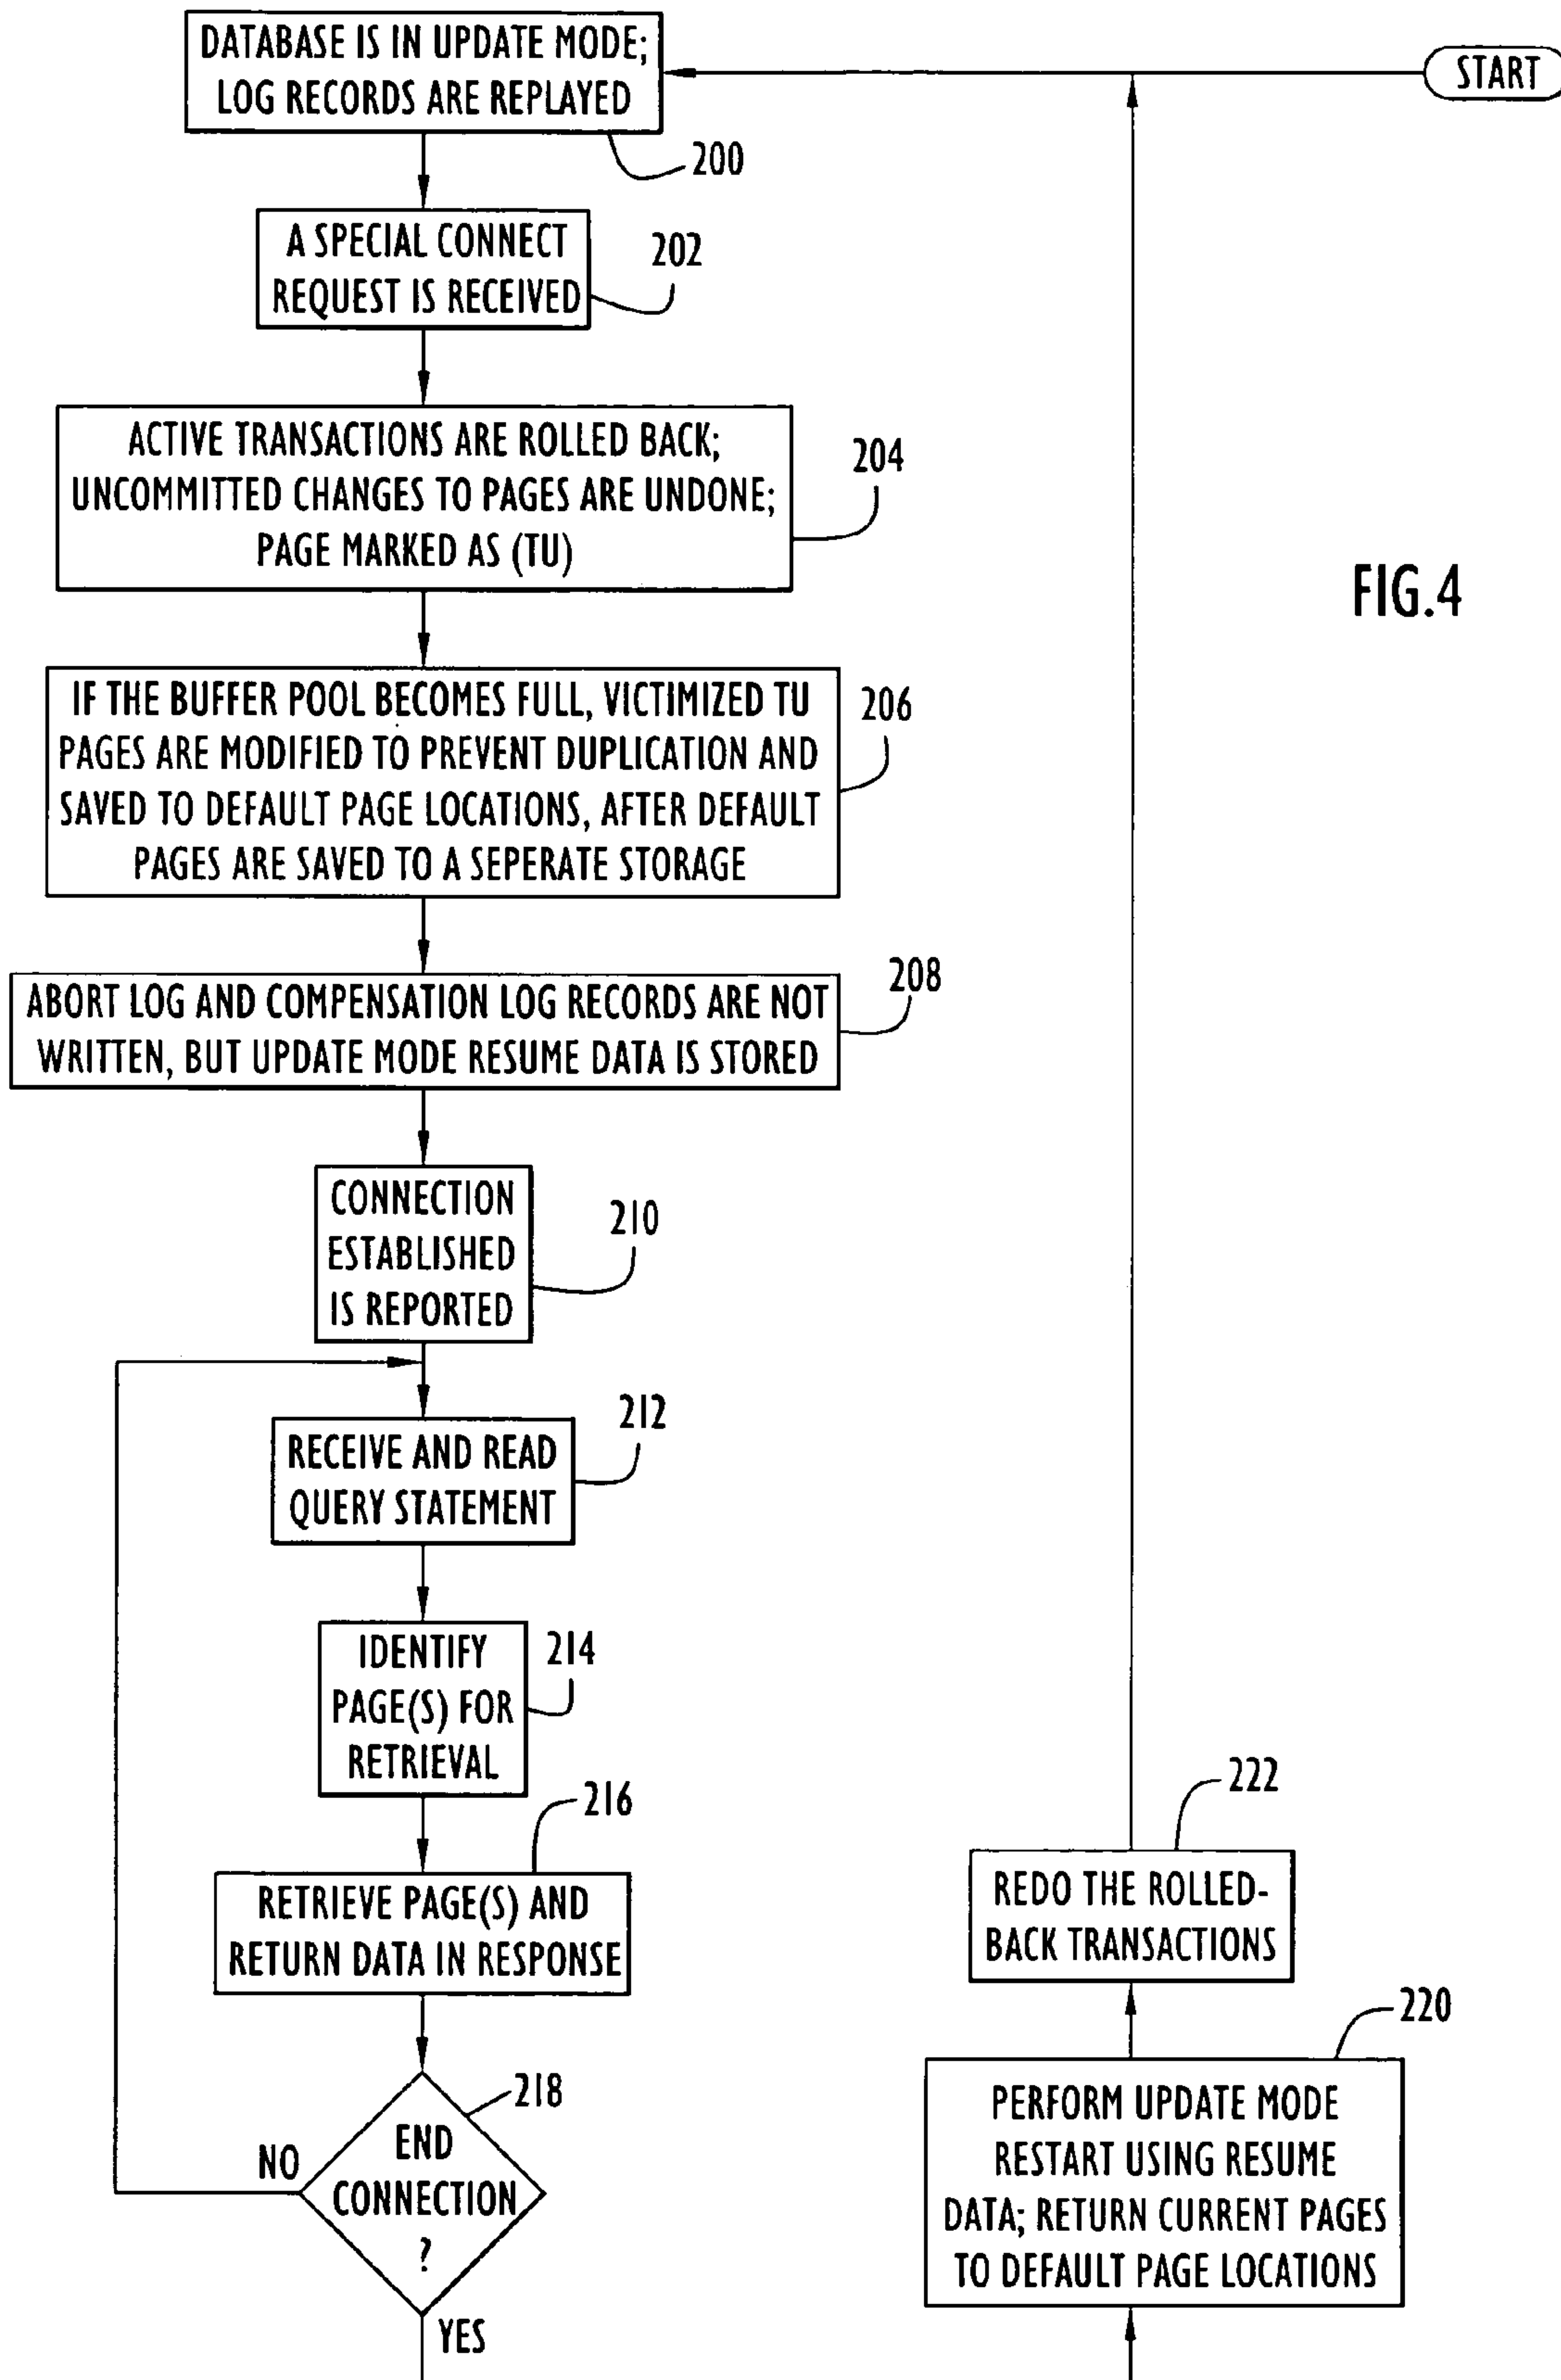 START
DATABASE IS IN UPDATE MODE;
LOG RECORDS ARE REPLAYED
200
A SPECIAL CONNECT
REQUEST IS RECEIVED
202
ACTIVE TRANSACTIONS ARE ROLLED BACK;
UNCOMMITTED CHANGES TO PAGES ARE UNDONE;
PAGE MARKED AS (TU)
204
FIG.4
IF THE BUFFER POOL BECOMES FULL, VICTIMIZED TU
PAGES ARE MODIFIED TO PREVENT DUPLICATION AND
SAVED TO DEFAULT PAGE LOCATIONS, AFTER DEFAULT
PAGES ARE SAVED TO A SEPERATE STORAGE
206
ABORT LOG AND COMPENSATION LOG RECORDS ARE NOT
WRITTEN, BUT UPDATE MODE RESUME DATA IS STORED
208
CONNECTION
ESTABLISHED
IS REPORTED
210
RECEIVE AND READ
QUERY STATEMENT
212
IDENTIFY
PAGE(S) FOR
RETRIEVAL
214
RETRIEVE PAGE(S) AND
RETURN DATA IN RESPONSE
216
END
CONNECTION
?
218
NO
YES
PERFORM UPDATE MODE
RESTART USING RESUME
DATA; RETURN CURRENT PAGES
TO DEFAULT PAGE LOCATIONS
220
REDO THE ROLLED-
BACK TRANSACTIONS
222